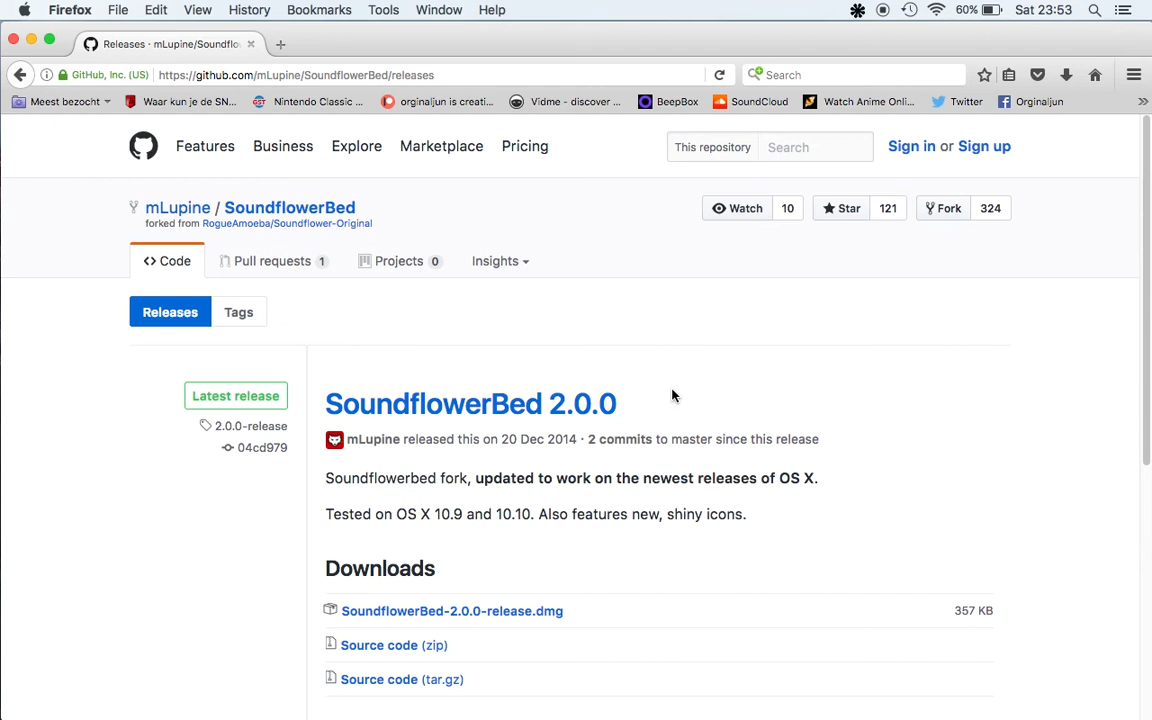 Firefox File Edit View History Bookmarks Tools Window Help 60% Sat 23:53
Releases · mLupine/Soundflo
GitHub, Inc. (US) https://github.com/mLupine/SoundflowerBed/releases Search
Meest bezocht Waar kun je de SN... Nintendo Classic ... orginaljun is creati... Vidme - discover ... BeepBox SoundCloud Watch Anime Onli... Twitter Orginaljun
Features Business Explore Marketplace Pricing This repository Search Sign in or Sign up
mLupine / SoundflowerBed Watch 10 Star 121 Fork 324
forked from RogueAmoeba/Soundflower-Original
Code Pull requests 1 Projects 0 Insights
Releases Tags
Latest release
2.0.0-release
04cd979
SoundflowerBed 2.0.0
mLupine released this on 20 Dec 2014 · 2 commits to master since this release
Soundflowerbed fork, updated to work on the newest releases of OS X.
Tested on OS X 10.9 and 10.10. Also features new, shiny icons.
Downloads
SoundflowerBed-2.0.0-release.dmg 357 KB
Source code (zip)
Source code (tar.gz)